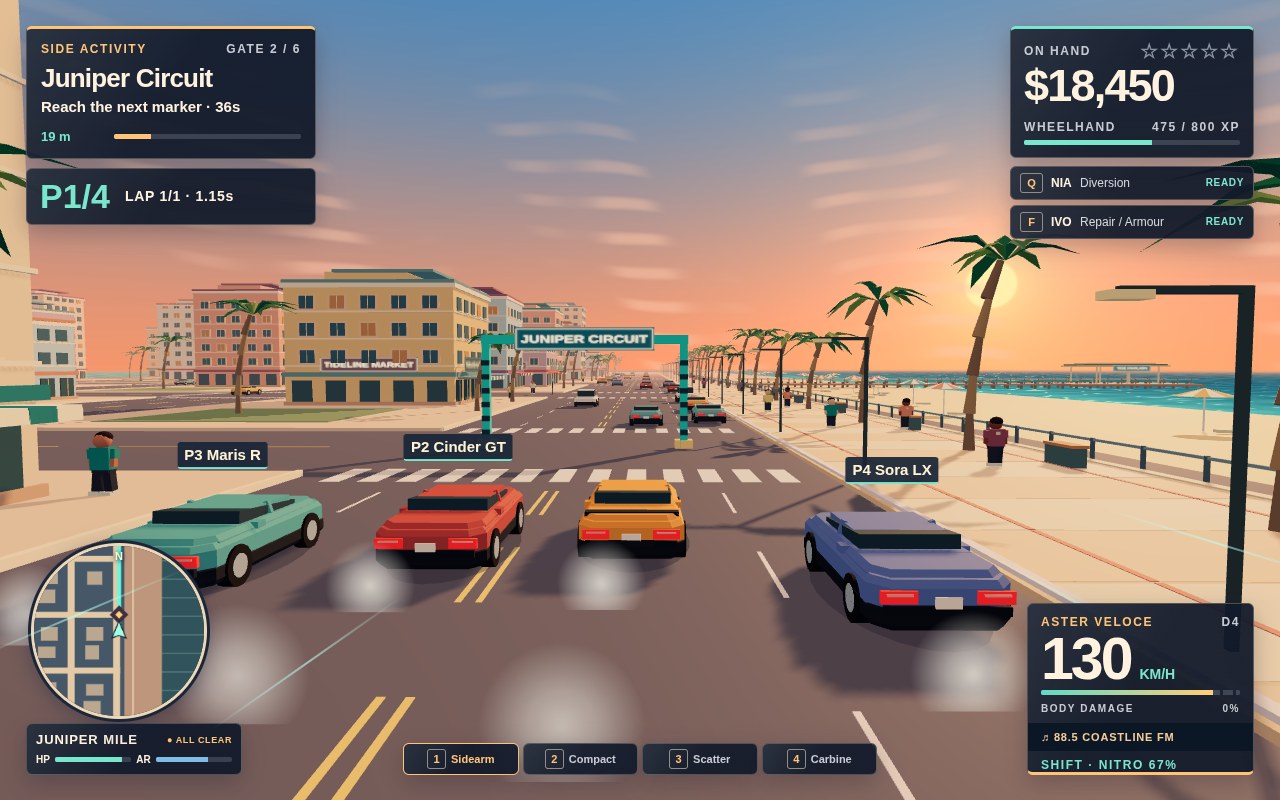 SIDE ACTIVITY GATE 2 / 6
Juniper Circuit
Reach the next marker · 36s
19 m
P1/4 LAP 1/1 · 1.15s
ON HAND ☆☆☆☆☆
$18,450
WHEELHAND 475 / 800 XP
Q NIA Diversion READY
F IVO Repair / Armour READY
JUNIPER CIRCUIT
TIDELINE MARKET
P3 Maris R
P2 Cinder GT
P4 Sora LX
N
JUNIPER MILE ● ALL CLEAR
HP AR
1 Sidearm
2 Compact
3 Scatter
4 Carbine
ASTER VELOCE D4
130 KM/H
BODY DAMAGE 0%
♬ 88.5 COASTLINE FM
SHIFT · NITRO 67%